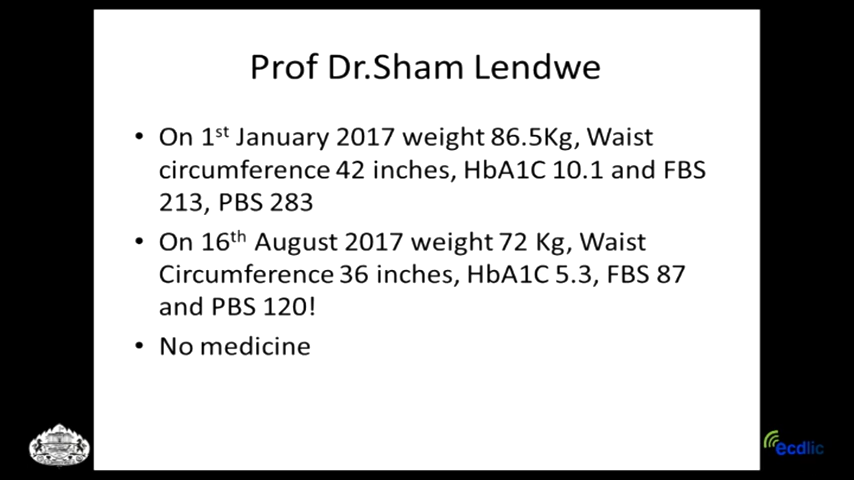 Prof Dr.Sham Lendwe
• On 1st January 2017 weight 86.5Kg, Waist
circumference 42 inches, HbA1C 10.1 and FBS
213, PBS 283
• On 16th August 2017 weight 72 Kg, Waist
Circumference 36 inches, HbA1C 5.3, FBS 87
and PBS 120!
• No medicine
ecdlic